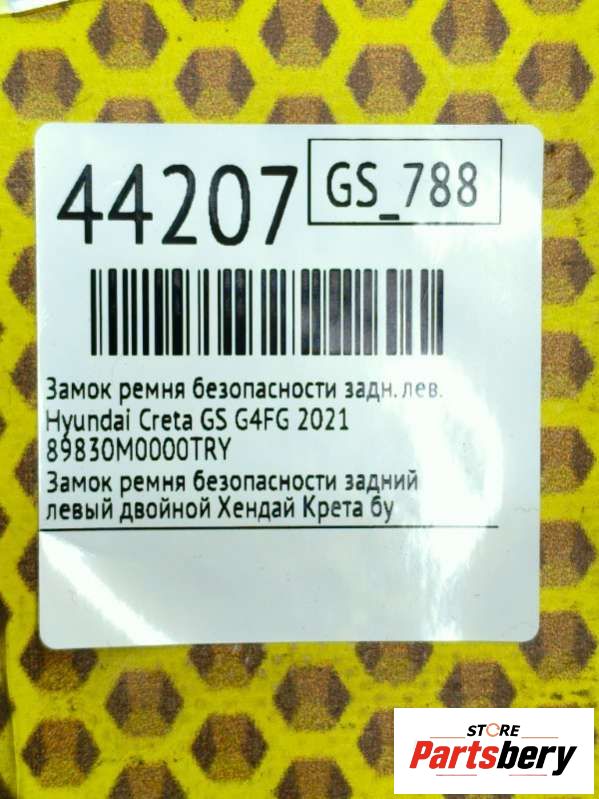 44207
GS_788
Замок ремня безопасности задн. лев.
Hyundai Creta GS G4FG 2021
89830M0000TRY
Замок ремня безопасности задний
левый двойной Хендай Крета бу
STORE
Partsbery